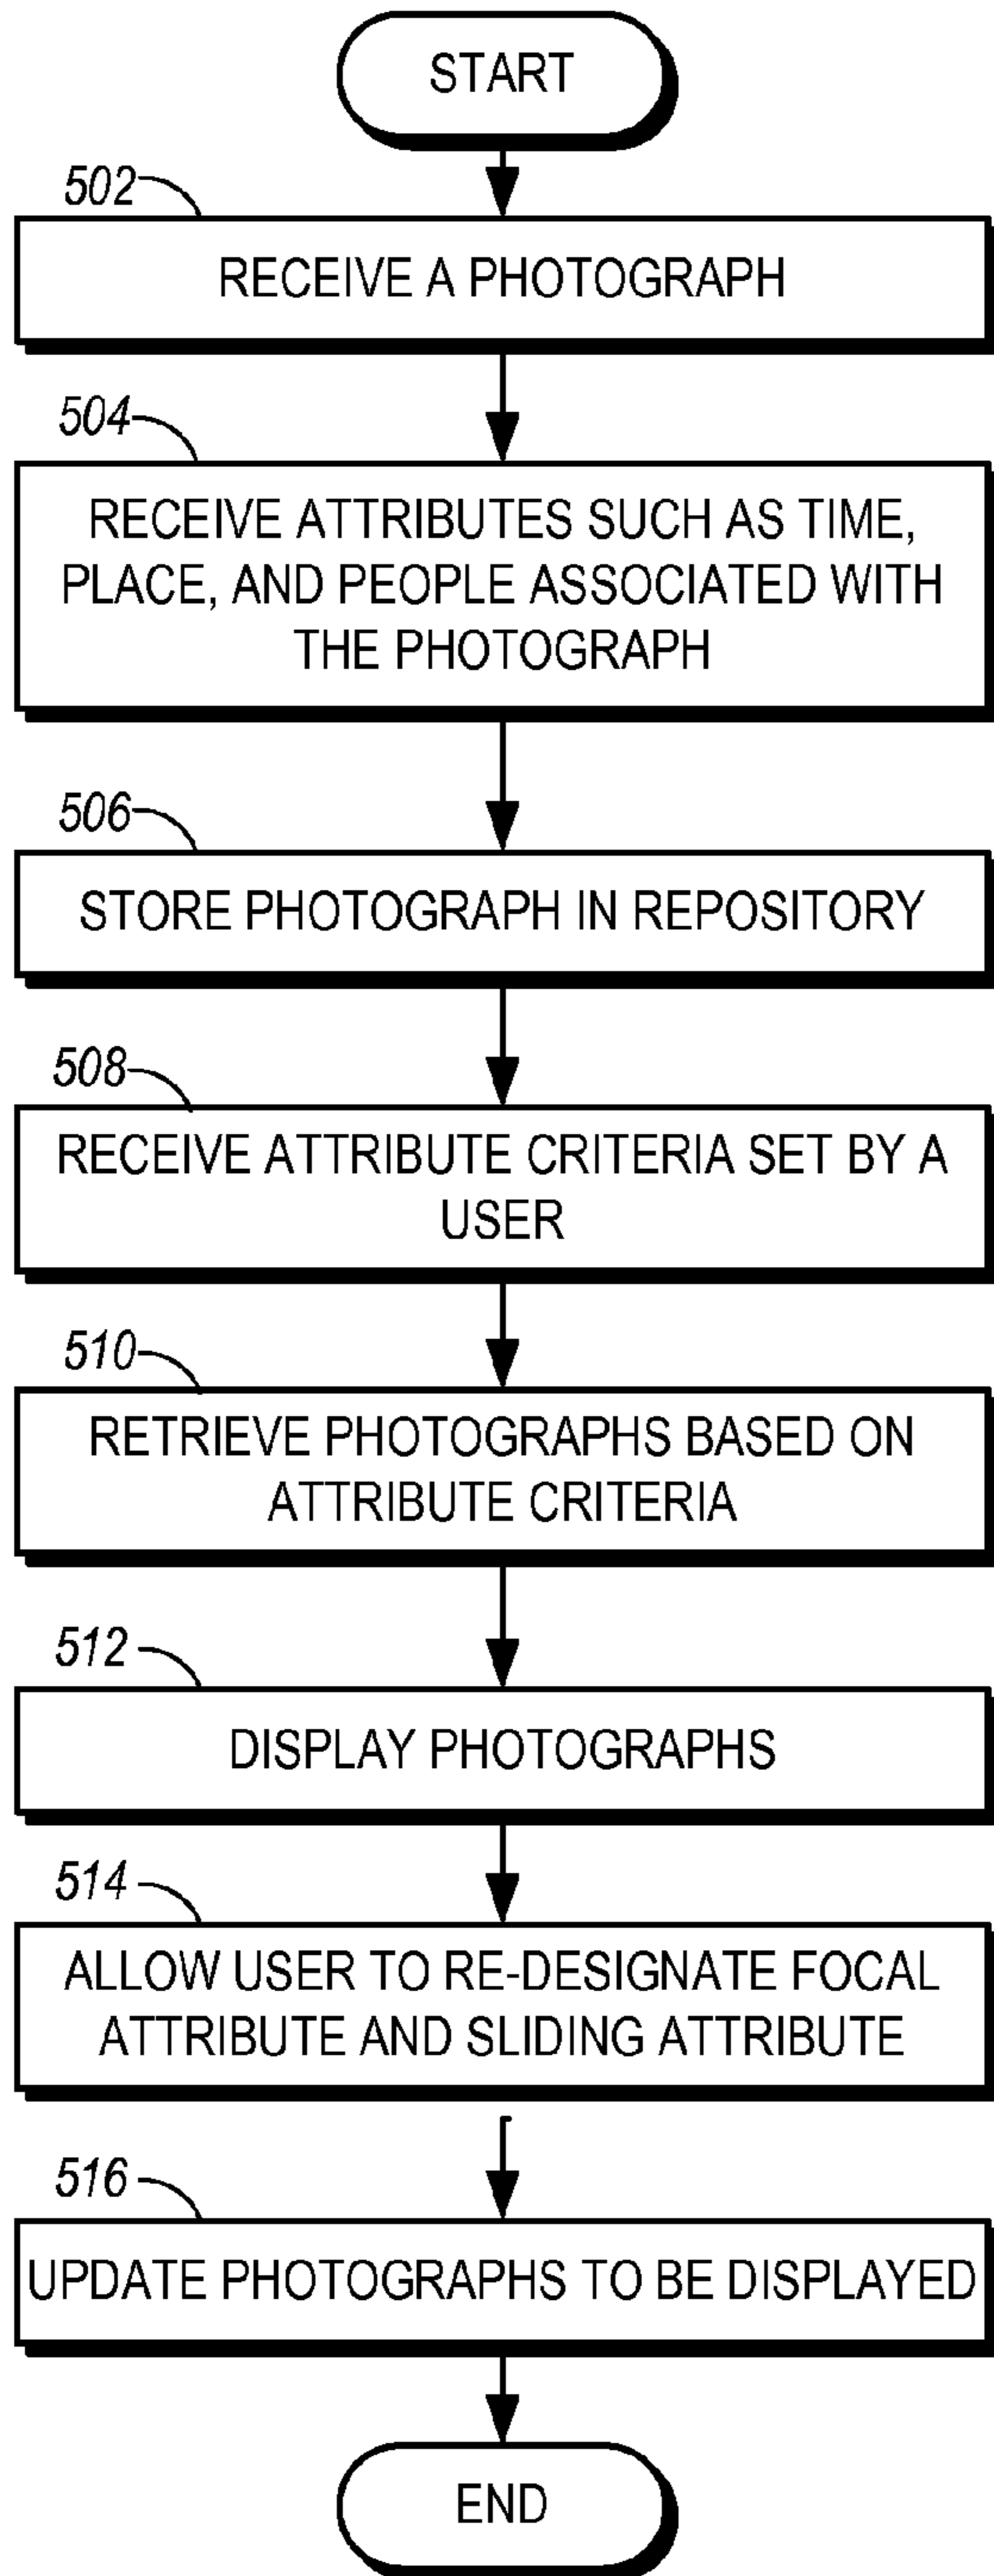 START
502
RECEIVE A PHOTOGRAPH
504
RECEIVE ATTRIBUTES SUCH AS TIME,
PLACE, AND PEOPLE ASSOCIATED WITH
THE PHOTOGRAPH
506
STORE PHOTOGRAPH IN REPOSITORY
508
RECEIVE ATTRIBUTE CRITERIA SET BY A
USER
510
RETRIEVE PHOTOGRAPHS BASED ON
ATTRIBUTE CRITERIA
512
DISPLAY PHOTOGRAPHS
514
ALLOW USER TO RE-DESIGNATE FOCAL
ATTRIBUTE AND SLIDING ATTRIBUTE
516
UPDATE PHOTOGRAPHS TO BE DISPLAYED
END